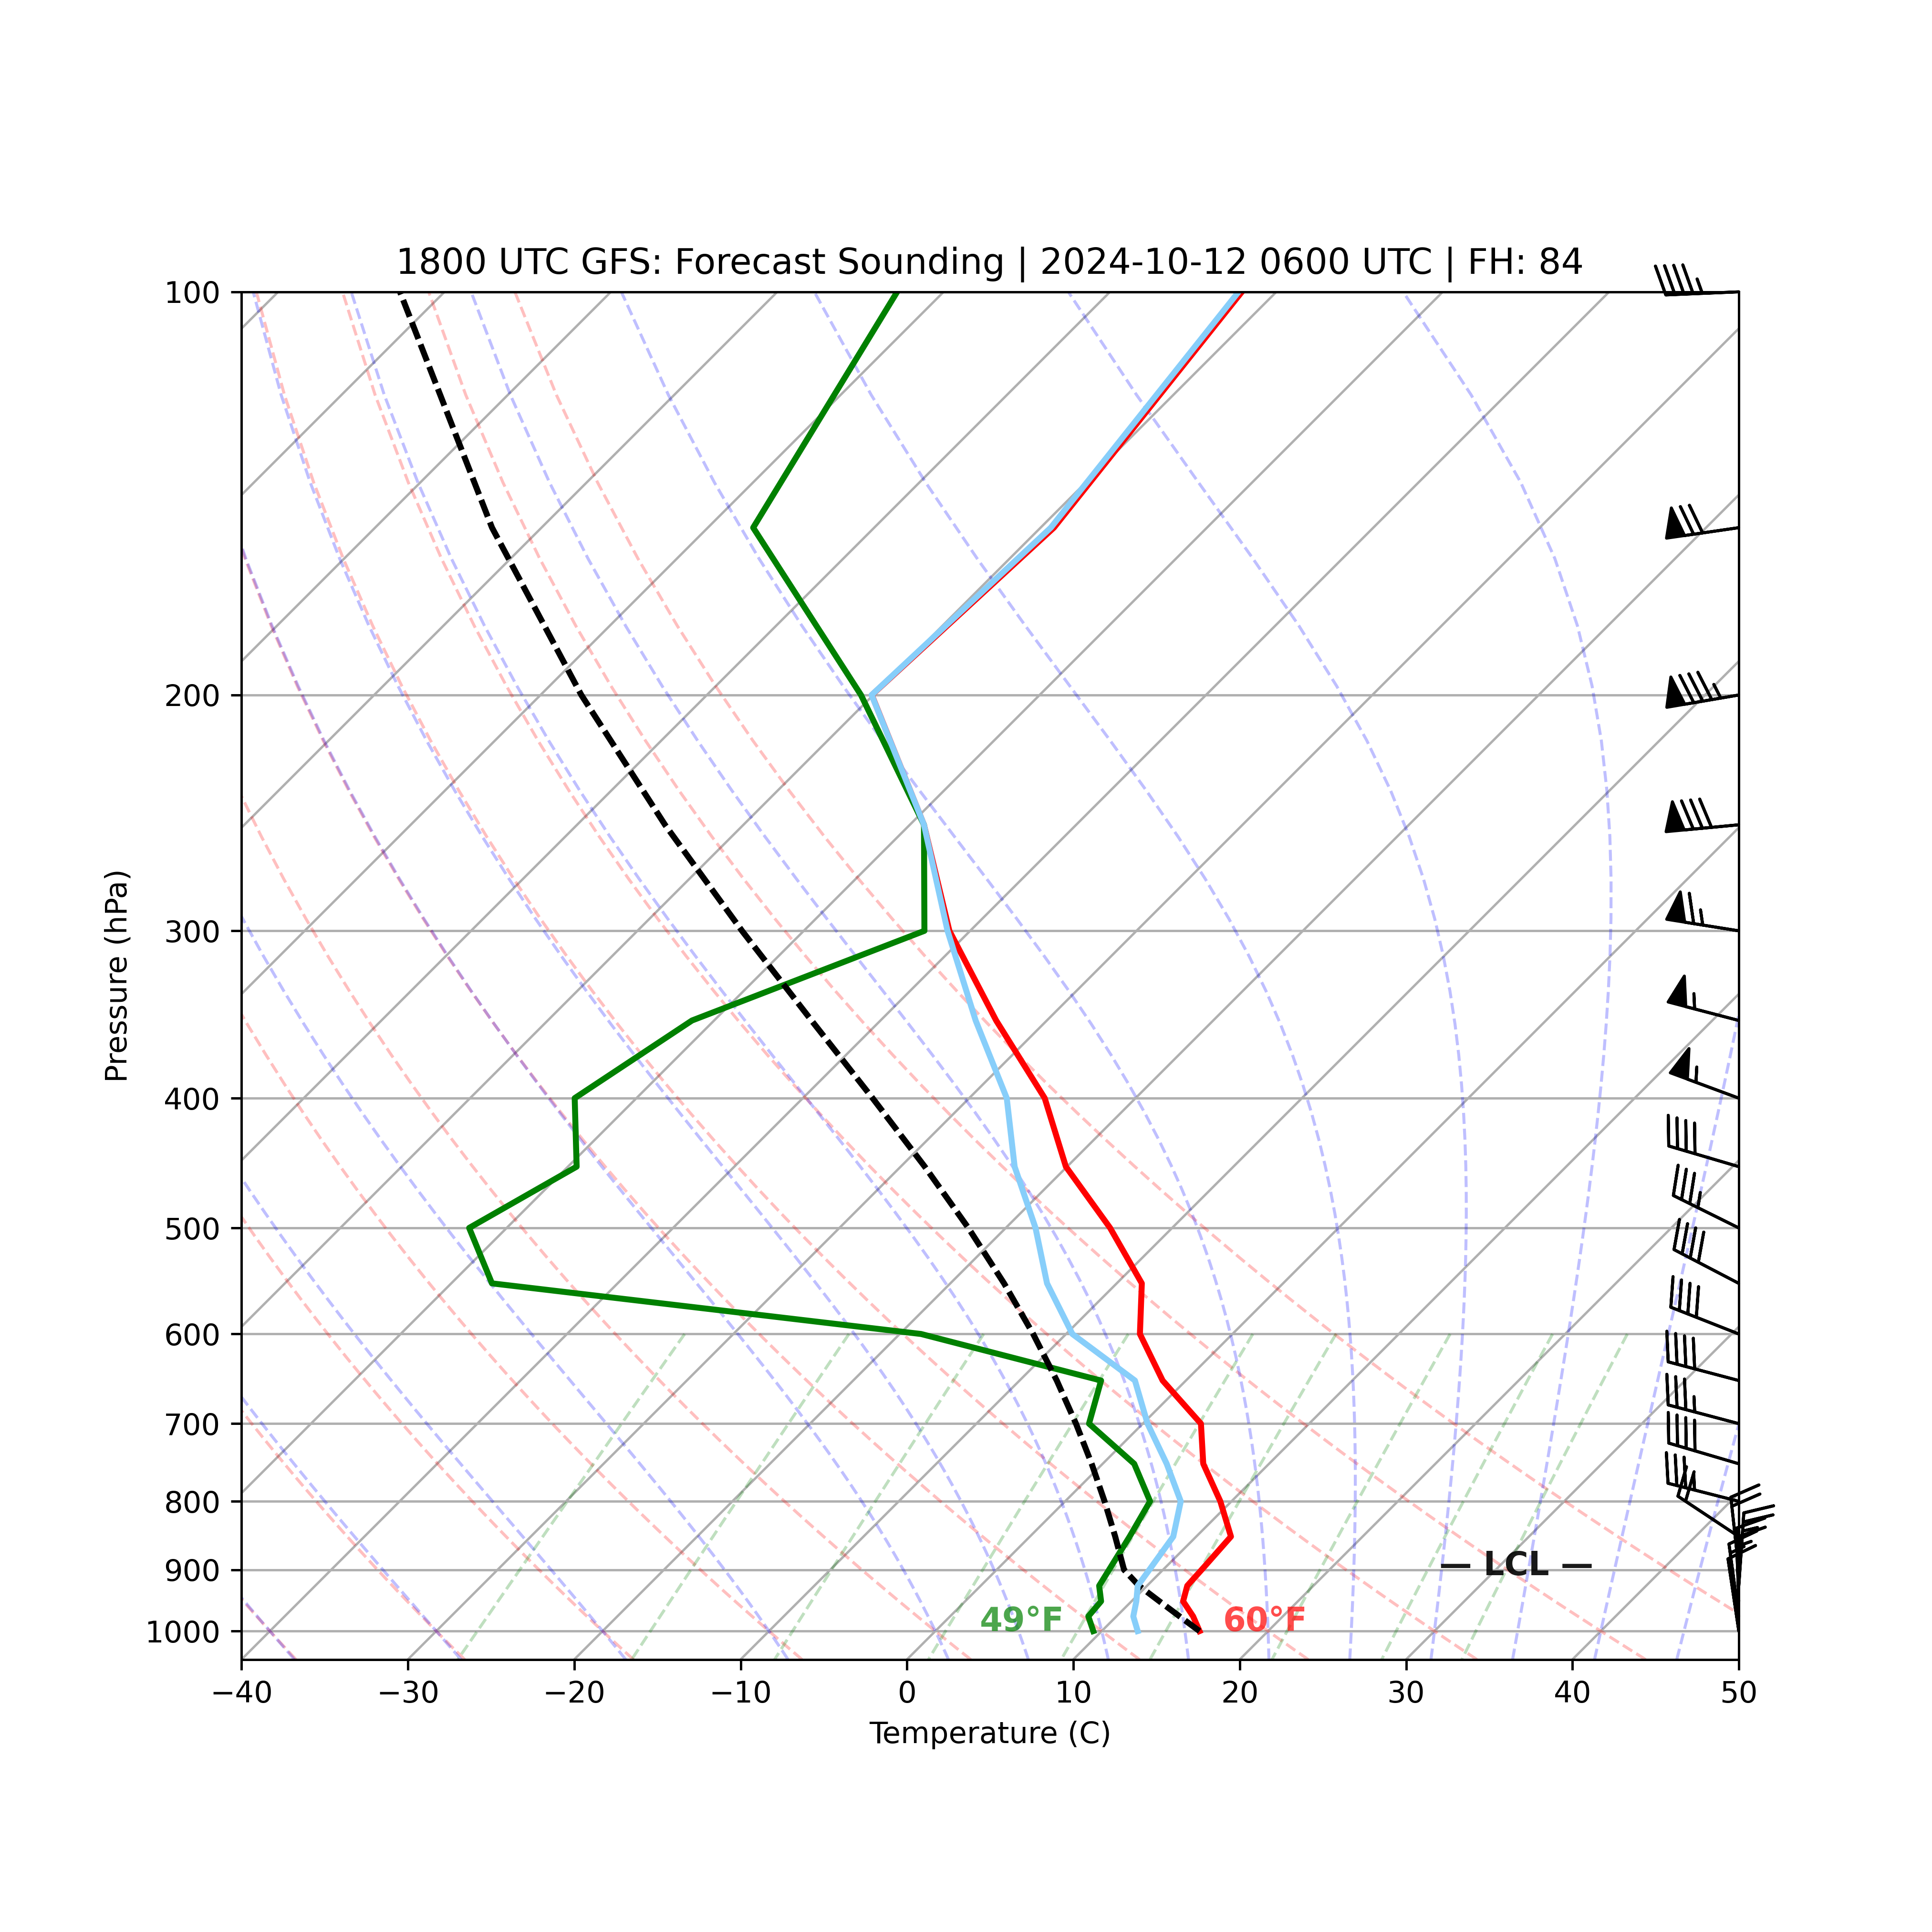 1800 UTC GFS: Forecast Sounding | 2024-10-12 0600 UTC | FH: 84
100
200
300
400
500
600
700
800
900
1000
Pressure (hPa)
— LCL —
49°F
60°F
−40 −30 −20 −10 0 10 20 30 40 50
Temperature (C)